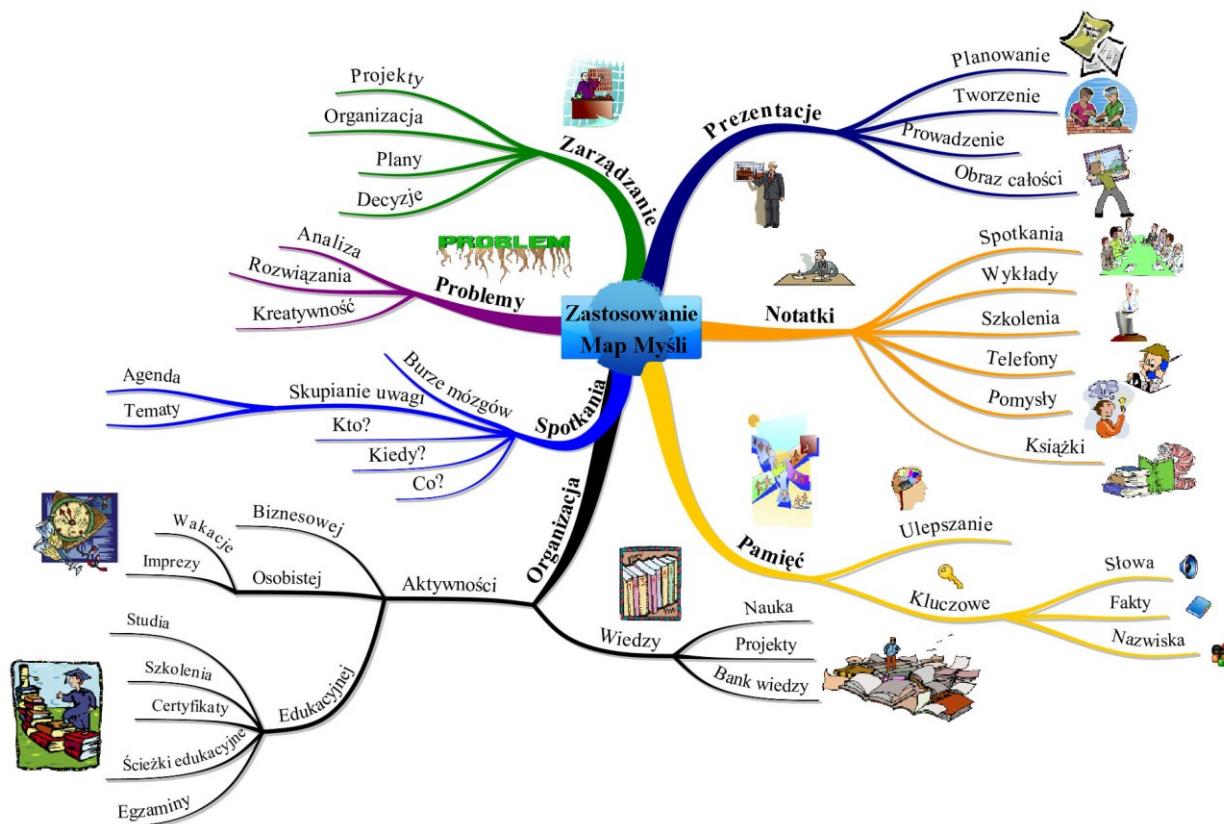 Zastosowanie
Map Myśli
Prezentacje
Planowanie
Tworzenie
Prowadzenie
Obraz całości
Notatki
Spotkania
Wykłady
Szkolenia
Telefony
Pomysły
Książki
Pamięć
Ulepszanie
Kluczowe
Słowa
Fakty
Nazwiska
Organizacja
Wiedzy
Nauka
Projekty
Bank wiedzy
Aktywności
Biznesowej
Osobistej
Wakacje
Imprezy
Edukacyjnej
Studia
Szkolenia
Certyfikaty
Ścieżki edukacyjne
Egzaminy
Spotkania
Burze mózgów
Skupianie uwagi
Agenda
Tematy
Kto?
Kiedy?
Co?
Problemy
PROBLEM
Analiza
Rozwiązania
Kreatywność
Zarządzanie
Projekty
Organizacja
Plany
Decyzje